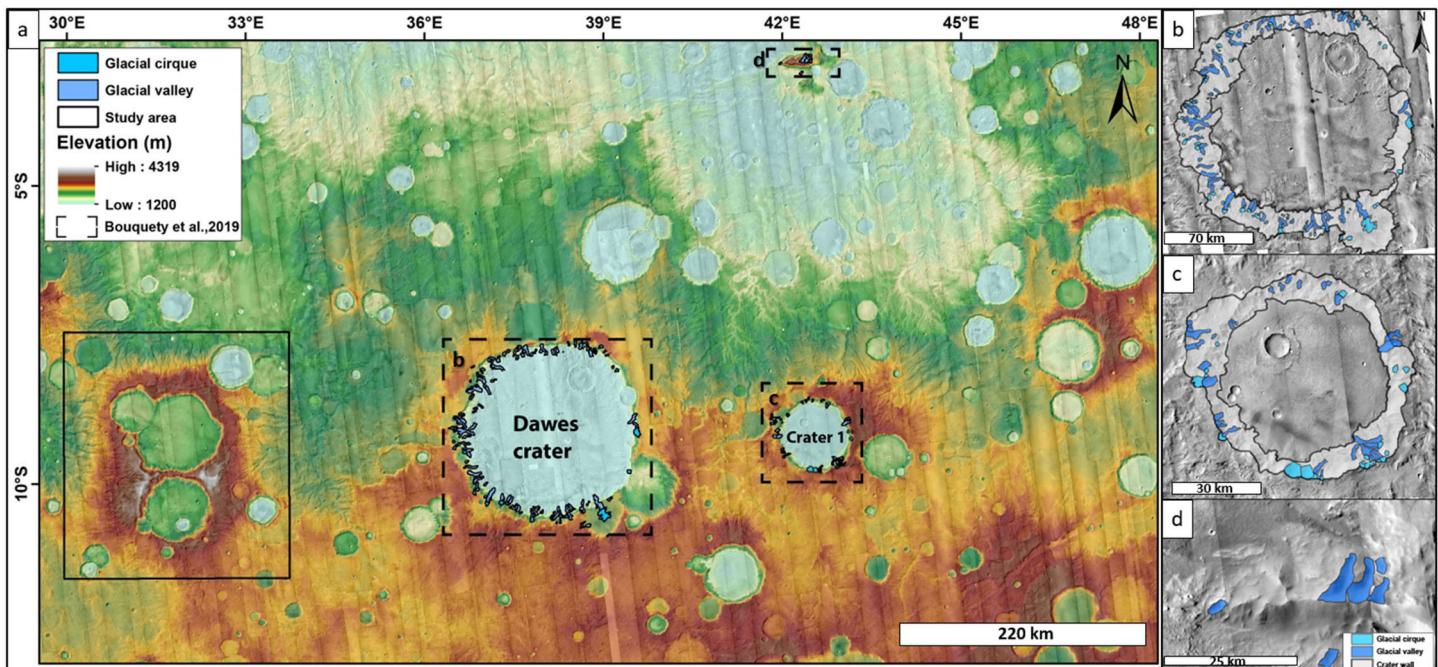 a
30°E
33°E
36°E
39°E
42°E
45°E
48°E
Glacial cirque
Glacial valley
Study area
Elevation (m)
High : 4319
Low : 1200
Bouquety et al.,2019
5°S
10°S
d
N
b
Dawes
crater
c
Crater 1
220 km
b
N
70 km
c
30 km
d
25 km
Glacial cirque
Glacial valley
Crater wall